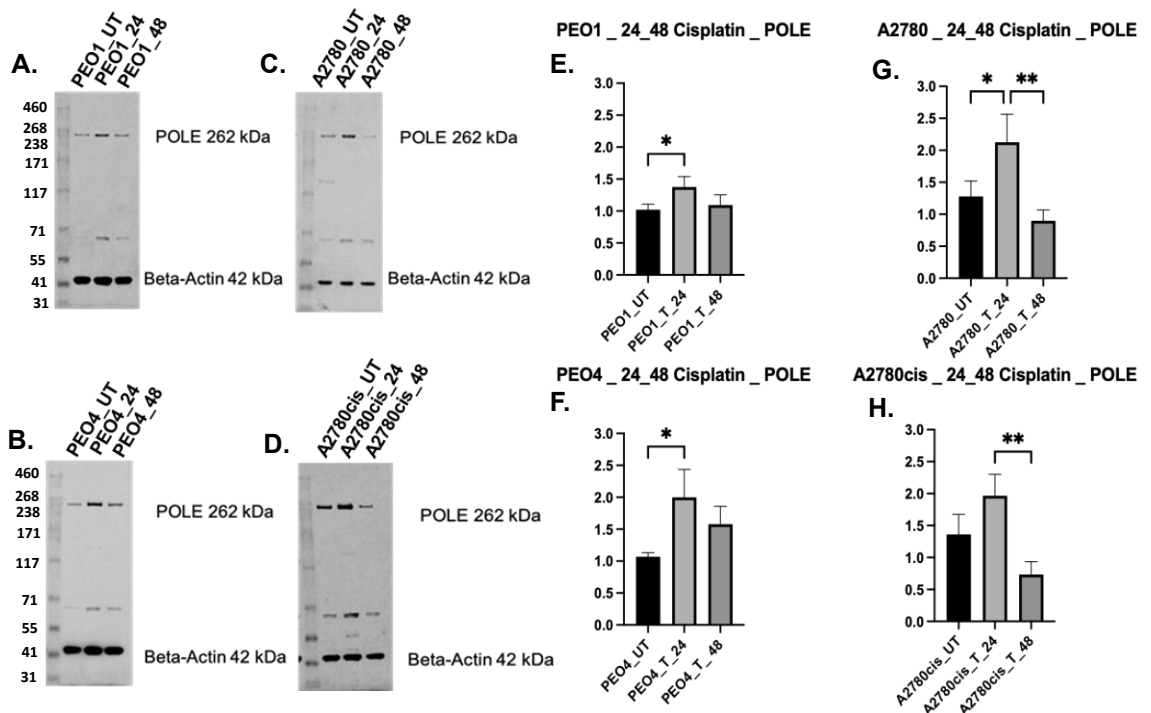 A.
PEO1_UT
PEO1_24
PEO1_48
460
268
238
171
117
71
55
41
31
POLE 262 kDa
Beta-Actin 42 kDa
C.
A2780_UT
A2780_24
A2780_48
POLE 262 kDa
Beta-Actin 42 kDa
PEO1 _ 24_48 Cisplatin _ POLE
E.
3.0
2.5
2.0
1.5
1.0
0.5
0.0
*
PEO1_UT
PEO1_T_24
PEO1_T_48
A2780 _ 24_48 Cisplatin _ POLE
G.
3.0
2.5
2.0
1.5
1.0
0.5
0.0
* **
A2780_UT
A2780_T_24
A2780_T_48
B.
PEO4_UT
PEO4_24
PEO4_48
460
268
238
171
117
71
55
41
31
POLE 262 kDa
Beta-Actin 42 kDa
D.
A2780cis_UT
A2780cis_24
A2780cis_48
POLE 262 kDa
Beta-Actin 42 kDa
PEO4 _ 24_48 Cisplatin _ POLE
F.
3.0
2.5
2.0
1.5
1.0
0.5
0.0
*
PEO4_UT
PEO4_T_24
PEO4_T_48
A2780cis _ 24_48 Cisplatin _ POLE
H.
3.0
2.5
2.0
1.5
1.0
0.5
0.0
**
A2780cis_UT
A2780cis_T_24
A2780cis_T_48